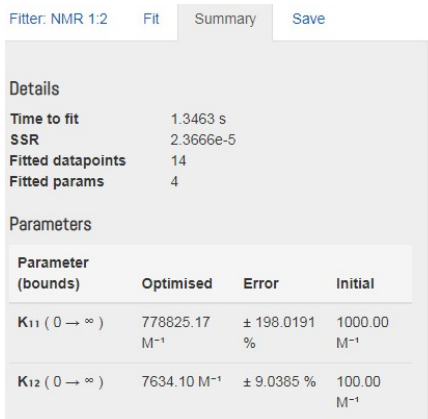 Fitter: NMR 1:2 Fit Summary Save
Details
Time to fit 1.3463 s
SSR 2.3666e-5
Fitted datapoints 14
Fitted params 4
Parameters
Parameter
(bounds) Optimised Error Initial
K₁₁ ( 0 → ∞ ) 778825.17 ± 198.0191 1000.00
M⁻¹ % M⁻¹
K₁₂ ( 0 → ∞ ) 7634.10 M⁻¹ ± 9.0385 % 100.00
M⁻¹